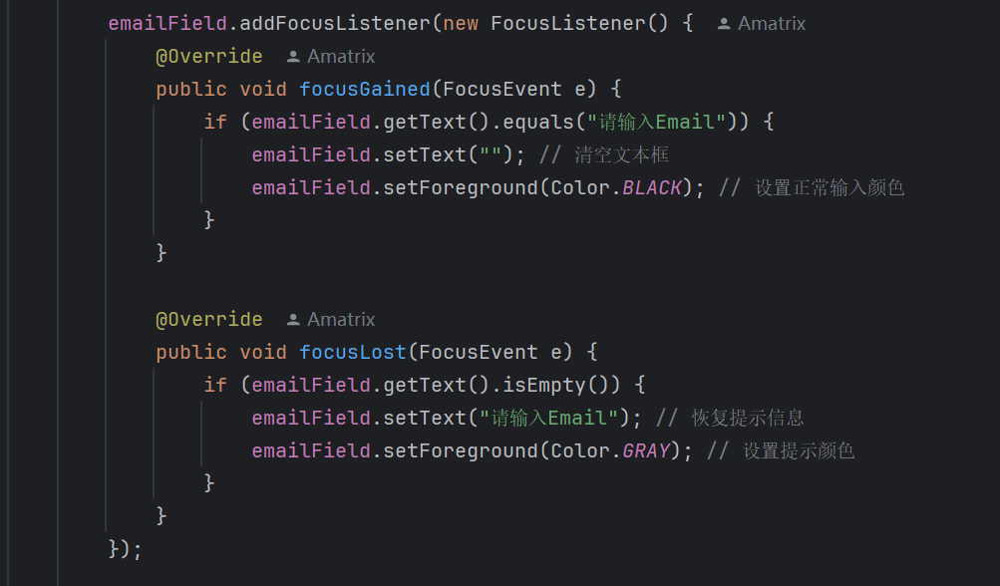 emailField.addFocusListener(new FocusListener() { Amatrix
@Override Amatrix
public void focusGained(FocusEvent e) {
if (emailField.getText().equals("请输入Email")) {
emailField.setText(""); // 清空文本框
emailField.setForeground(Color.BLACK); // 设置正常输入颜色
}
}
@Override Amatrix
public void focusLost(FocusEvent e) {
if (emailField.getText().isEmpty()) {
emailField.setText("请输入Email"); // 恢复提示信息
emailField.setForeground(Color.GRAY); // 设置提示颜色
}
}
});